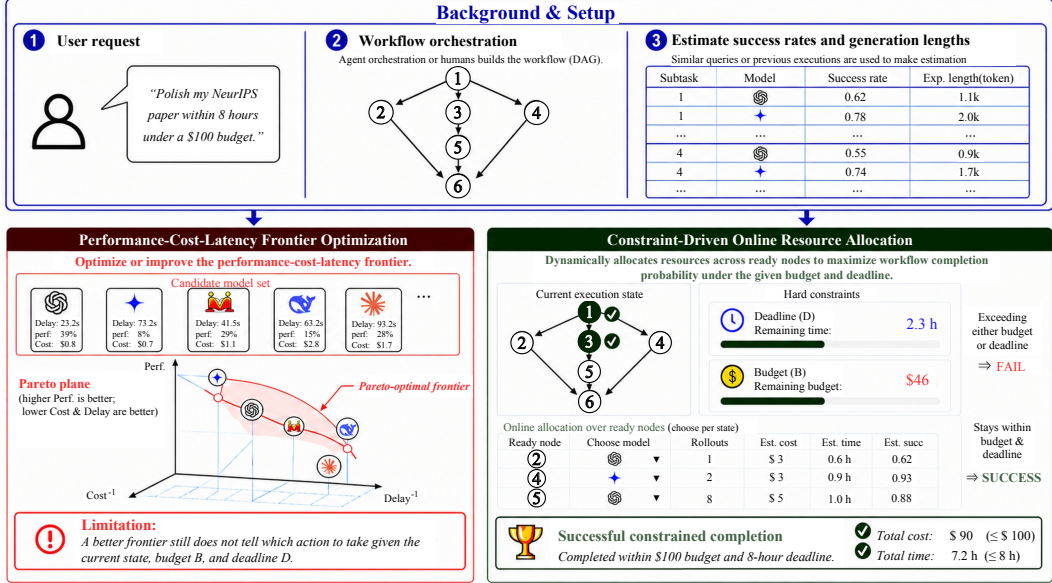 Background & Setup
1 User request
“Polish my NeurIPS
paper within 8 hours
under a $100 budget.”
2 Workflow orchestration
Agent orchestration or humans builds the workflow (DAG).
1
2
3
4
5
6
3 Estimate success rates and generation lengths
Similar queries or previous executions are used to make estimation
Subtask Model Success rate Exp. length(token)
1 0.62 1.1k
1 0.78 2.0k
... ... ... ...
4 0.55 0.9k
4 0.74 1.7k
... ... ... ...
Performance-Cost-Latency Frontier Optimization
Optimize or improve the performance-cost-latency frontier.
Candidate model set
Delay: 23.2s
perf: 39%
Cost: $0.8
Delay: 73.2s
perf: 8%
Cost: $0.7
Delay: 41.5s
perf: 29%
Cost: $1.1
Delay: 63.2s
perf: 15%
Cost: $2.8
Delay: 93.2s
perf: 28%
Cost: $1.7
...
Perf.
Pareto plane
(higher Perf. is better;
lower Cost & Delay are better)
Pareto-optimal frontier
Cost⁻¹
Delay⁻¹
Limitation:
A better frontier still does not tell which action to take given the
current state, budget B, and deadline D.
Constraint-Driven Online Resource Allocation
Dynamically allocates resources across ready nodes to maximize workflow completion
probability under the given budget and deadline.
Current execution state
1
2
3
4
5
6
Hard constraints
Deadline (D)
Remaining time: 2.3 h
$ Budget (B)
Remaining budget: $46
Exceeding
either budget
or deadline
⇒ FAIL
Online allocation over ready nodes (choose per state)
Ready node Choose model Rollouts Est. cost Est. time Est. succ
2 ▼ 1 $ 3 0.6 h 0.62
4 ▼ 2 $ 3 0.9 h 0.93
5 ▼ 8 $ 5 1.0 h 0.88
Stays within
budget &
deadline
⇒ SUCCESS
Successful constrained completion
Completed within $100 budget and 8-hour deadline.
Total cost: $ 90 (≤ $ 100)
Total time: 7.2 h (≤ 8 h)